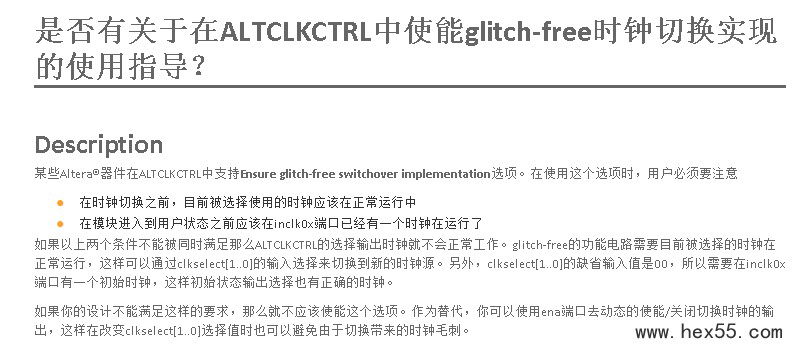 是否有关于在ALTCLKCTRL中使能glitch-free时钟切换实现
的使用指导？
Description
某些Altera®器件在ALTCLKCTRL中支持Ensure glitch-free switchover implementation选项。在使用这个选项时，用户必须要注意
在时钟切换之前，目前被选择使用的时钟应该在正常运行中
在模块进入到用户状态之前应该在inclk0x端口已经有一个时钟在运行了
如果以上两个条件不能被同时满足那么ALTCLKCTRL的选择输出时钟就不会正常工作。glitch-free的功能电路需要目前被选择的时钟在
正常运行，这样可以通过clkselect[1..0]的输入选择来切换到新的时钟源。另外，clkselect[1..0]的缺省输入值是00，所以需要在inclk0x
端口有一个初始时钟，这样初始状态输出选择也有正确的时钟。
如果你的设计不能满足这样的要求，那么就不应该使能这个选项。作为替代，你可以使用ena端口去动态的使能/关闭切换时钟的输
出，这样在改变clkselect[1..0]选择值时也可以避免由于切换带来的时钟毛刺。
www.hex55.com